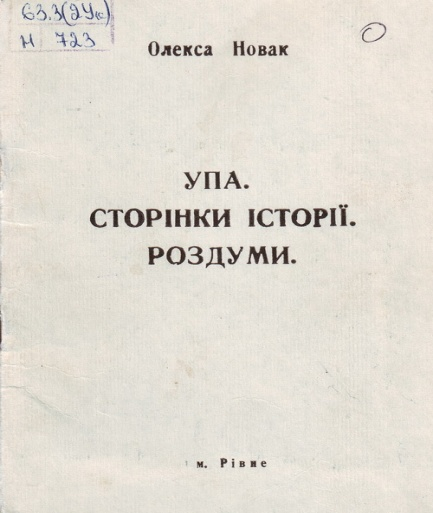 63.3(2Ук)
Н 723
Олекса Новак
УПА.
СТОРІНКИ ІСТОРІЇ.
РОЗДУМИ.
м. Рівне